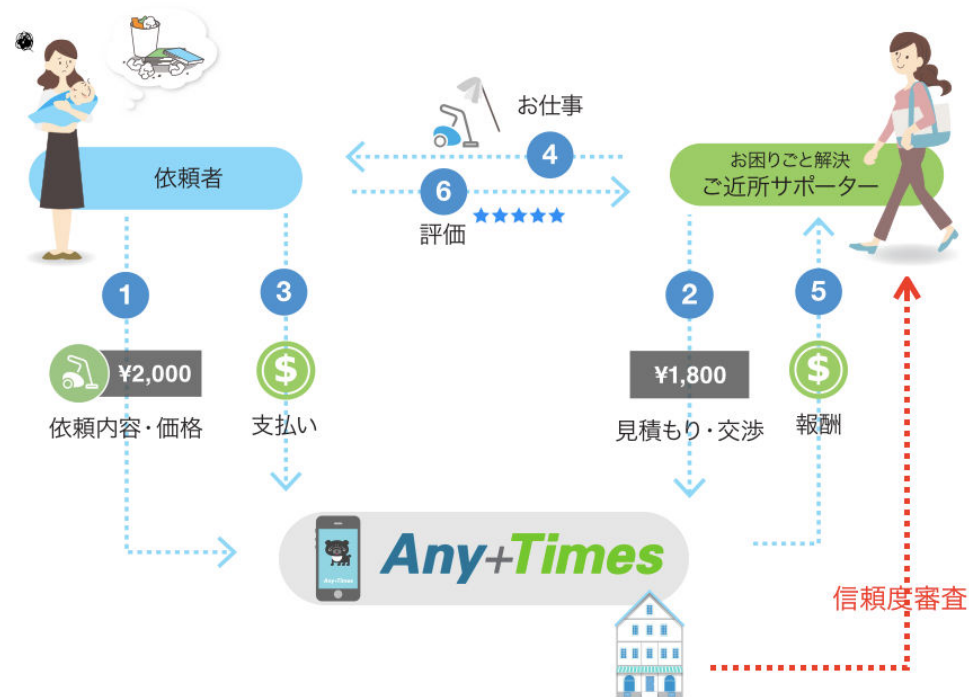 お仕事
4
依頼者
お困りごと解決
ご近所サポーター
6
評価
1
3
2
5
¥2,000
¥1,800
依頼内容・価格
支払い
見積もり・交渉
報酬
Any+Times
Any+Times
信頼度審査